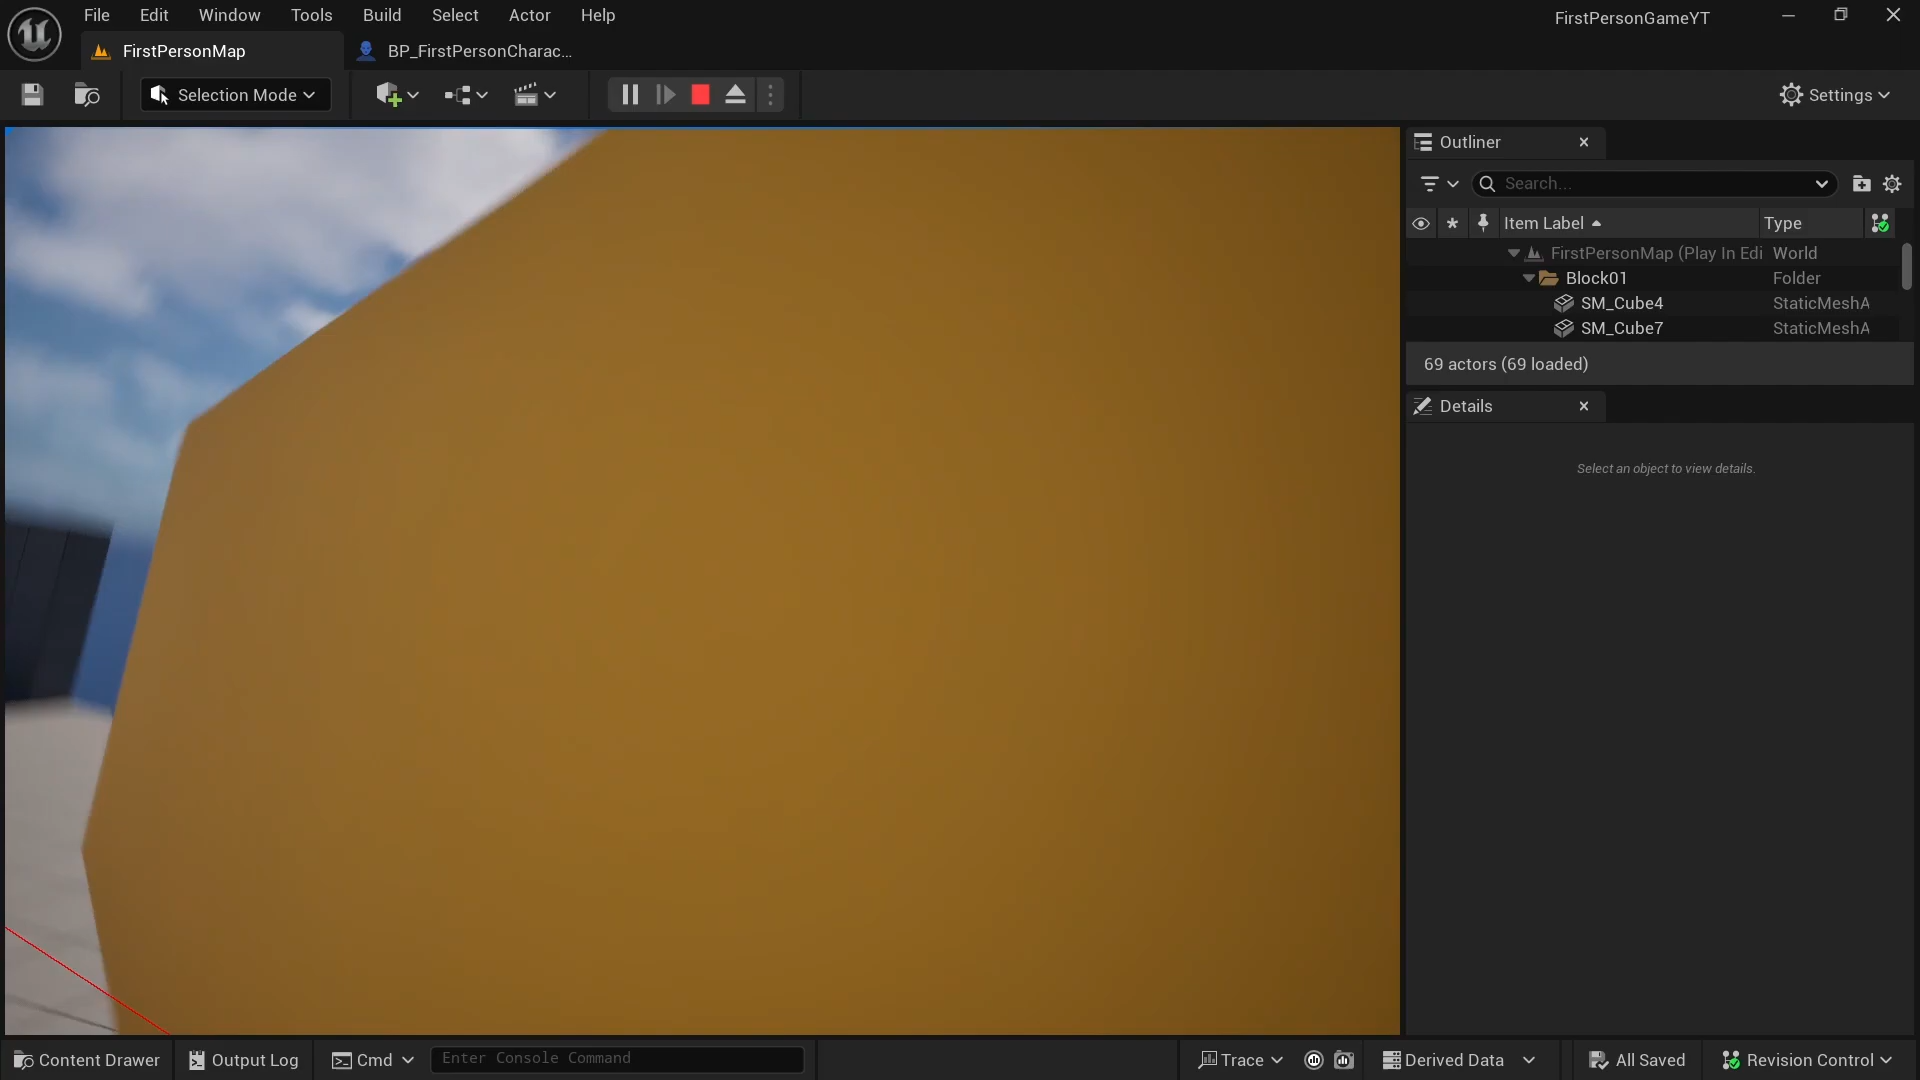 File Edit Window Tools Build Select Actor Help
FirstPersonGameYT
FirstPersonMap
BP_FirstPersonCharac...
Selection Mode
Settings
Outliner
Search...
Item Label Type
FirstPersonMap (Play In Edi World
Block01 Folder
SM_Cube4 StaticMeshA
SM_Cube7 StaticMeshA
69 actors (69 loaded)
Details
Select an object to view details.
Content Drawer Output Log Cmd Enter Console Command Trace Derived Data All Saved Revision Control